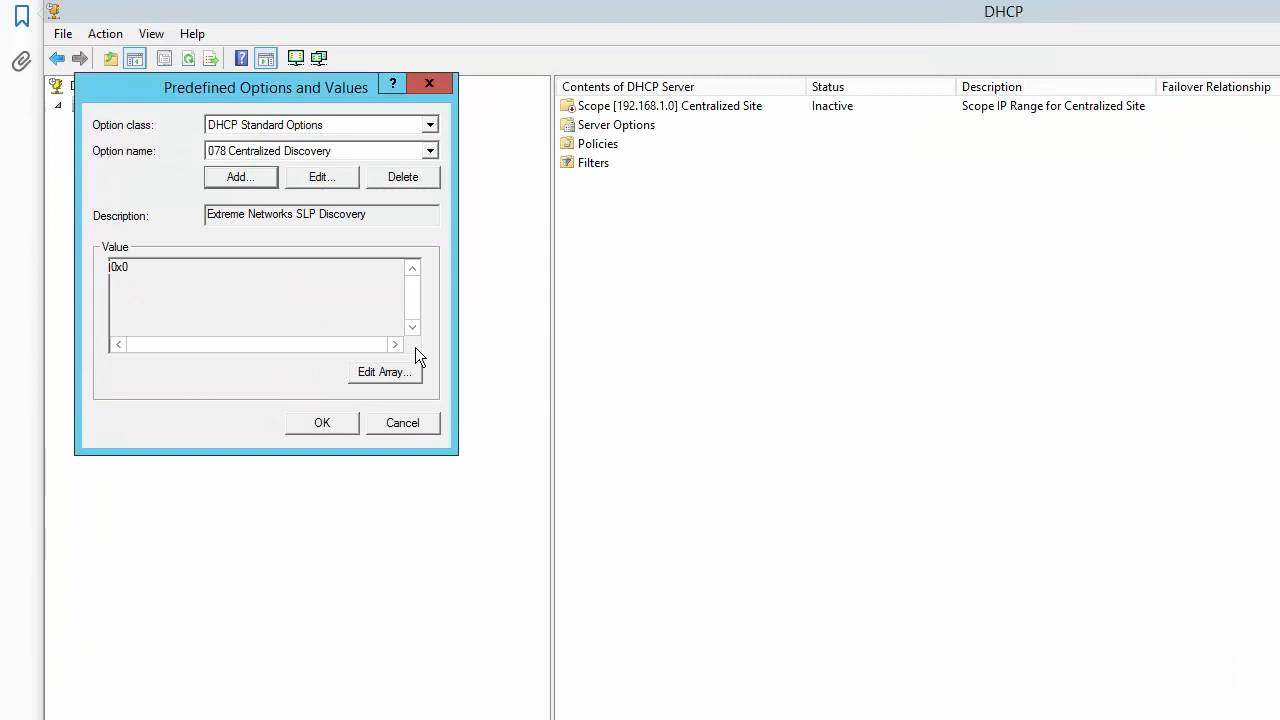 DHCP
File Action View Help
Predefined Options and Values ?
Option class: DHCP Standard Options
Option name: 078 Centralized Discovery
Add... Edit... Delete
Description: Extreme Networks SLP Discovery
Value
0x0
Edit Array...
OK Cancel
Contents of DHCP Server Status Description Failover Relationship
Scope [192.168.1.0] Centralized Site Inactive Scope IP Range for Centralized Site
Server Options
Policies
Filters